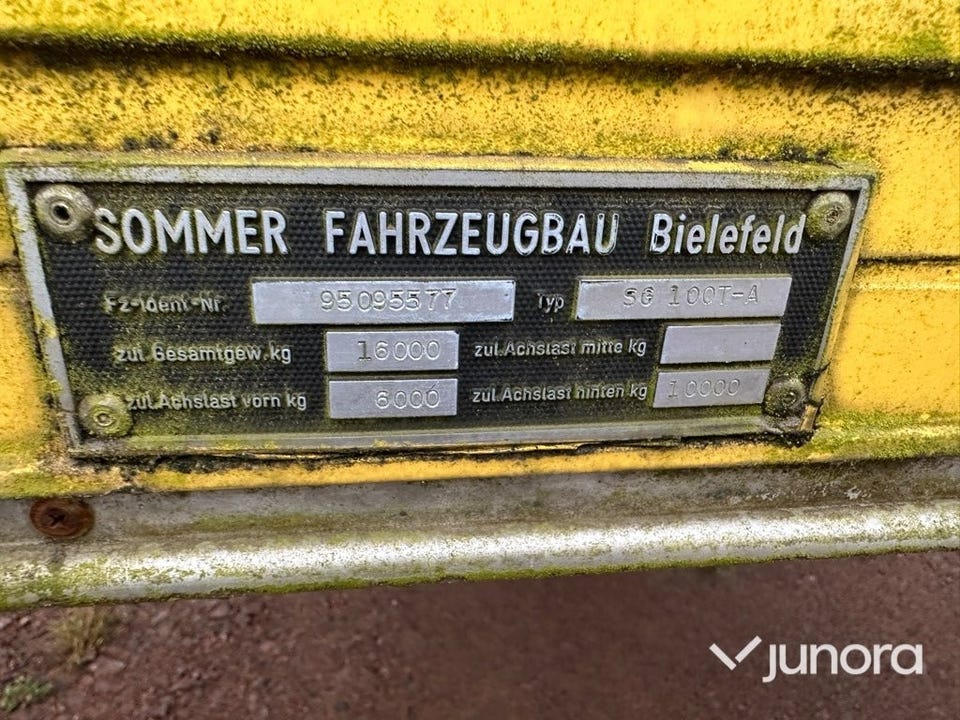 SOMMER FAHRZEUGBAU Bielefeld
Fz-Ident-Nr. 95095577 Typ SG 100T-A
zul.Gesamtgew.kg 16000 zul.Achslast mitte kg
zul.Achslast vorn kg 6000 zul.Achslast hinten kg 10000
junora